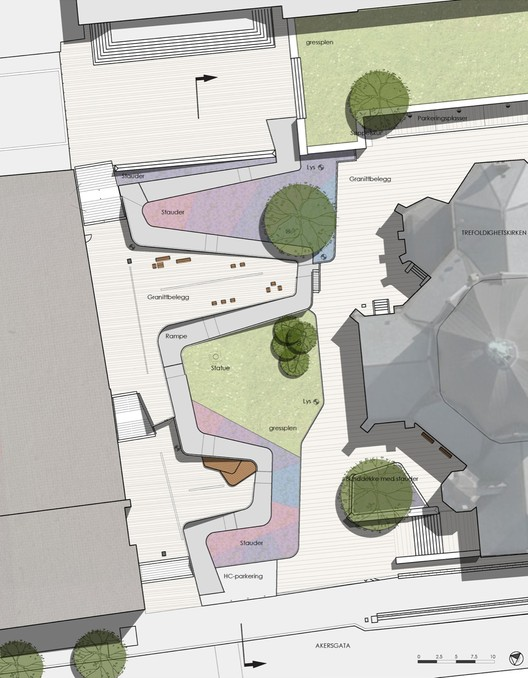 gressplen
Parkeringsplasser
Lys
Stauder
Granittbelegg
Stauder
TREFOLDIGHETSKIRKEN
Granittbelegg
Rampe
Statue
Lys
gressplen
Stauder
HC-parkering
AKERSGATA
0 2.5 5 7.5 10